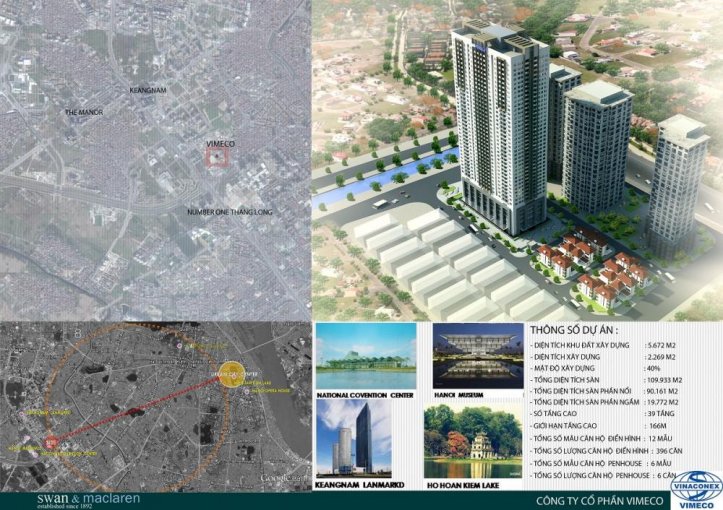 KEANGNAM
THE MANOR
VIMECO
NUMBER ONE THANG LONG
Google
NATIONAL COVENTION CENTER
HANOI MUSEUM
KEANGNAM LANMARKD
HO HOAN KIEM LAKE
THÔNG SỐ DỰ ÁN :
- DIỆN TÍCH KHU ĐẤT XÂY DỰNG : 5.672 M2
- DIỆN TÍCH XÂY DỰNG : 2.269 M2
- MẬT ĐỘ XÂY DỰNG : 40%
- TỔNG DIỆN TÍCH SÀN : 109.933 M2
- TỔNG DIỆN TÍCH SÀN PHẦN NỔI : 90.161 M2
- TỔNG DIỆN TÍCH SÀN PHẦN NGẦM : 19.772 M2
- SỐ TẦNG CAO : 39 TẦNG
- GIỚI HẠN TẦNG CAO : 166M
- TỔNG SỐ MẪU CĂN HỘ ĐIỂN HÌNH : 12 MẪU
- TỔNG SỐ LƯỢNG CĂN HỘ ĐIỂN HÌNH : 396 CĂN
- TỔNG SỐ MẪU CĂN HỘ PENHOUSE : 6 MẪU
- TỔNG SỐ LƯỢNG CĂN HỘ PENHOUSE : 6 CĂN
swan & maclaren
established since 1892
CÔNG TY CỔ PHẦN VIMECO
VINACONEX
VIMECO